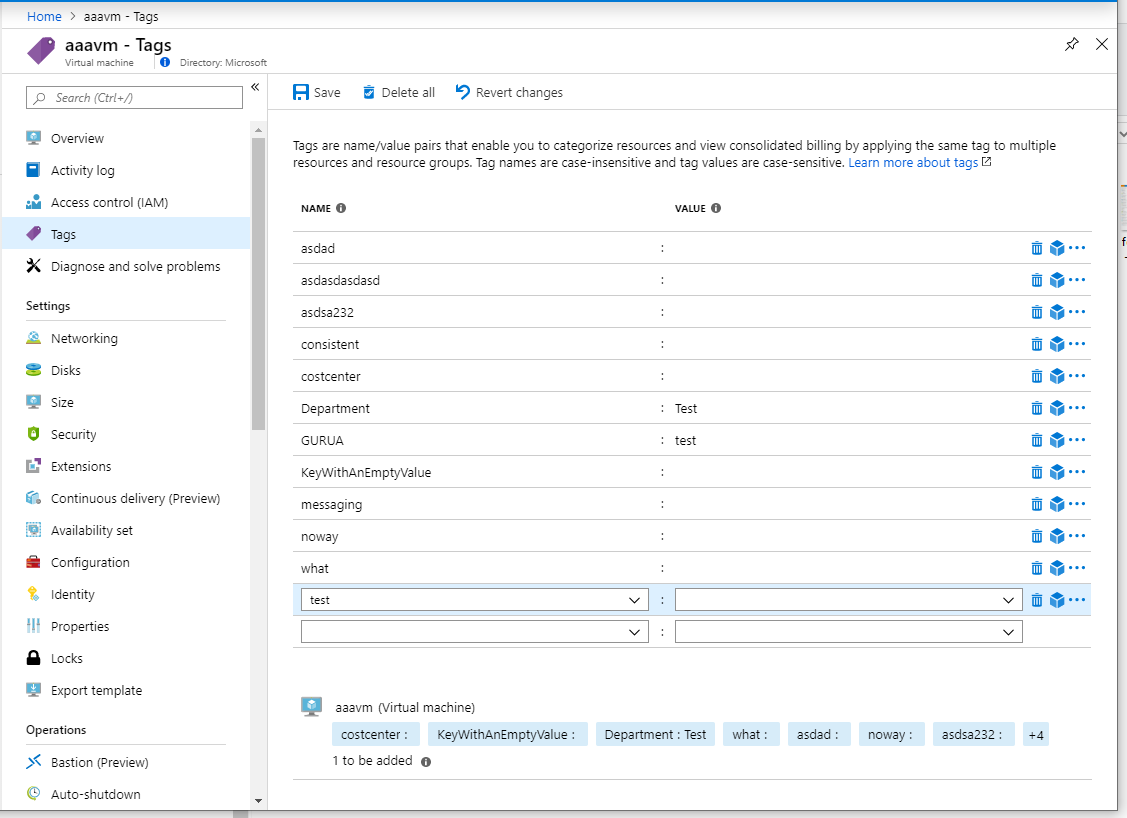 Home > aaavm - Tags
aaavm - Tags
Virtual machine
Directory: Microsoft
Search (Ctrl+/)
Overview
Activity log
Access control (IAM)
Tags
Diagnose and solve problems
Settings
Networking
Disks
Size
Security
Extensions
Continuous delivery (Preview)
Availability set
Configuration
Identity
Properties
Locks
Export template
Operations
Bastion (Preview)
Auto-shutdown
Save Delete all Revert changes
Tags are name/value pairs that enable you to categorize resources and view consolidated billing by applying the same tag to multiple
resources and resource groups. Tag names are case-insensitive and tag values are case-sensitive. Learn more about tags
NAME VALUE
asdad :
asdasdasdasd :
asdsa232 :
consistent :
costcenter :
Department : Test
GURUA : test
KeyWithAnEmptyValue :
messaging :
noway :
what :
test :
:
aaavm (Virtual machine)
costcenter : KeyWithAnEmptyValue : Department : Test what : asdad : noway : asdsa232 : +4
1 to be added